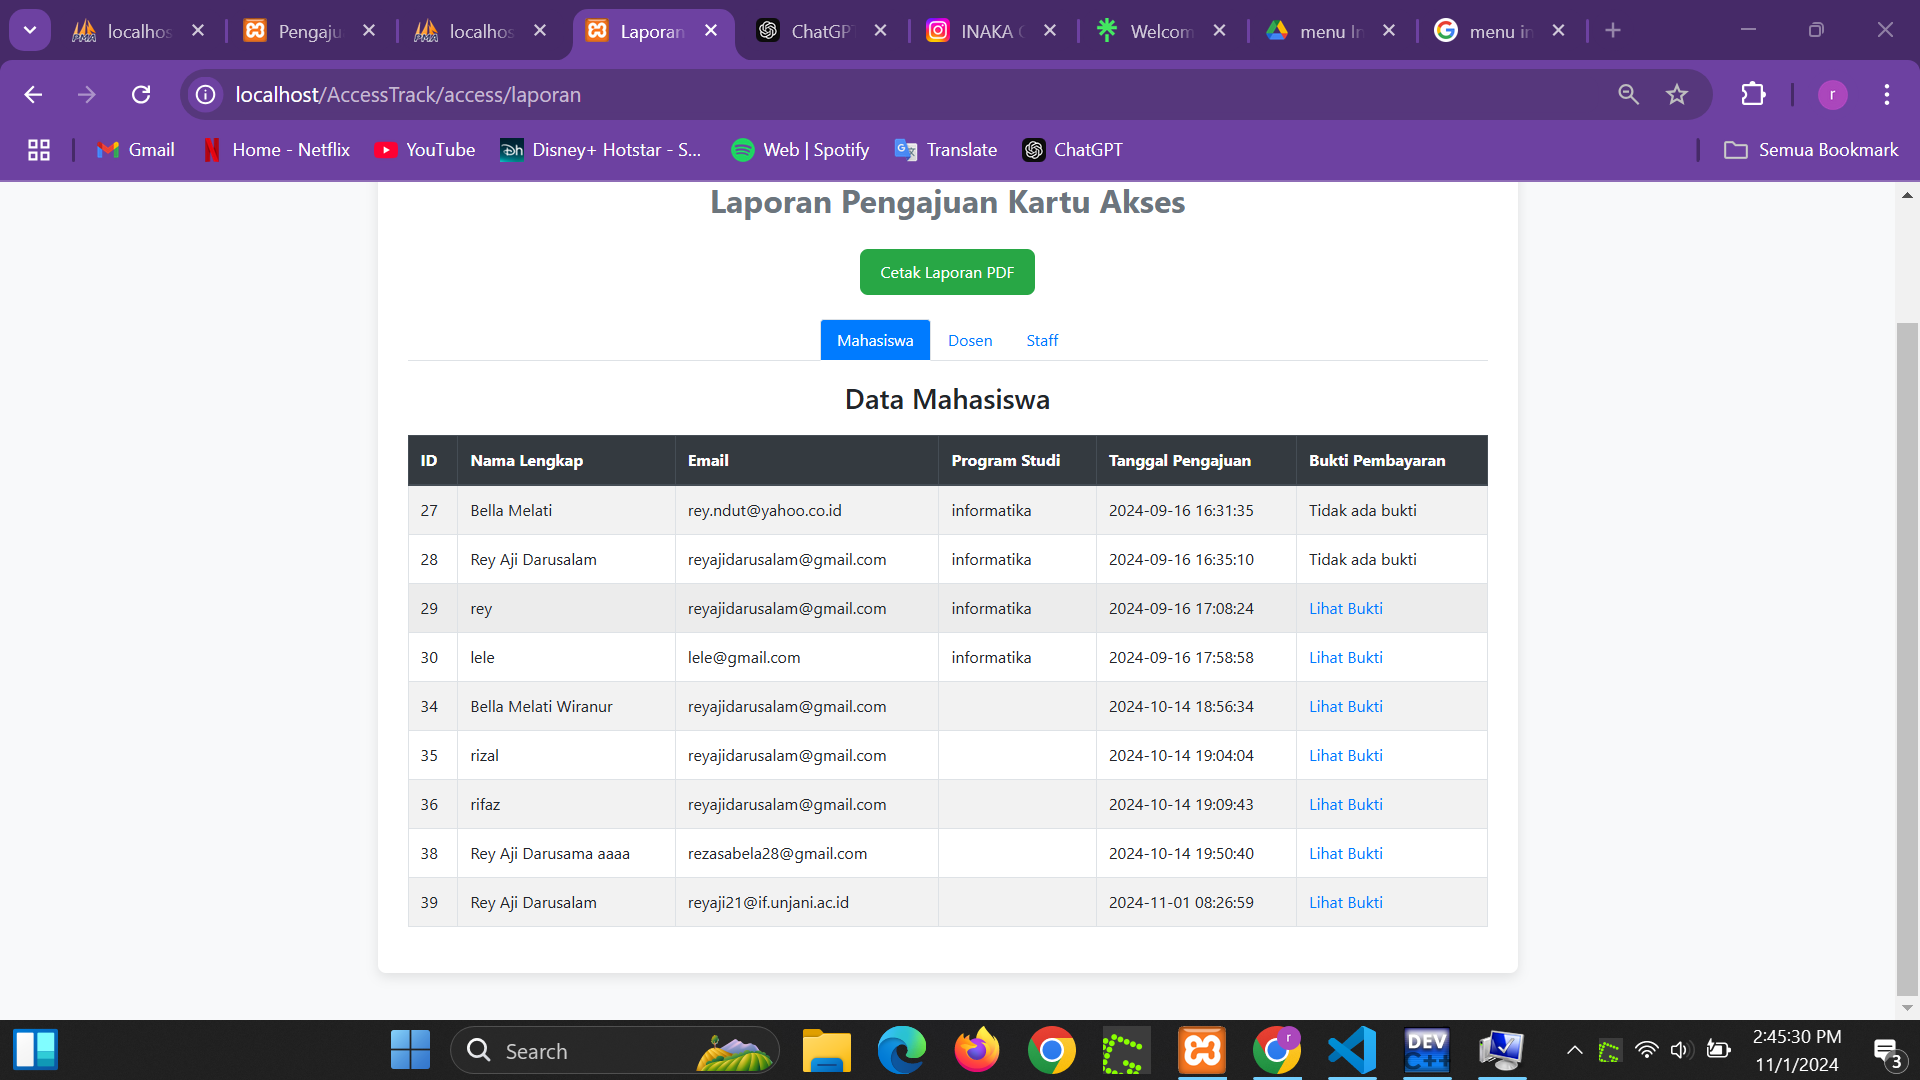 localhos
Pengaju
localhos
Laporan
ChatGP
INAKA
Welcom
menu In
menu in
localhost/AccessTrack/access/laporan
r
Gmail
Home - Netflix
YouTube
Disney+ Hotstar - S...
Web | Spotify
Translate
ChatGPT
Semua Bookmark
Laporan Pengajuan Kartu Akses
Cetak Laporan PDF
Mahasiswa Dosen Staff
Data Mahasiswa
ID Nama Lengkap Email Program Studi Tanggal Pengajuan Bukti Pembayaran
27 Bella Melati rey.ndut@yahoo.co.id informatika 2024-09-16 16:31:35 Tidak ada bukti
28 Rey Aji Darusalam reyajidarusalam@gmail.com informatika 2024-09-16 16:35:10 Tidak ada bukti
29 rey reyajidarusalam@gmail.com informatika 2024-09-16 17:08:24 Lihat Bukti
30 lele lele@gmail.com informatika 2024-09-16 17:58:58 Lihat Bukti
34 Bella Melati Wiranur reyajidarusalam@gmail.com 2024-10-14 18:56:34 Lihat Bukti
35 rizal reyajidarusalam@gmail.com 2024-10-14 19:04:04 Lihat Bukti
36 rifaz reyajidarusalam@gmail.com 2024-10-14 19:09:43 Lihat Bukti
38 Rey Aji Darusama aaaa rezasabela28@gmail.com 2024-10-14 19:50:40 Lihat Bukti
39 Rey Aji Darusalam reyaji21@if.unjani.ac.id 2024-11-01 08:26:59 Lihat Bukti
Search
DEV
C++
r
2:45:30 PM
11/1/2024
3